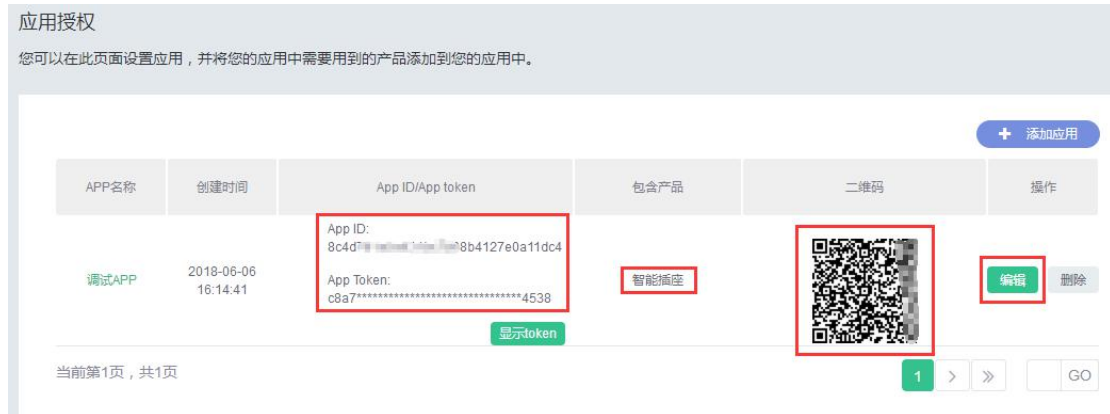 应用授权
您可以在此页面设置应用，并将您的应用中需要用到的产品添加到您的应用中。
+ 添加应用
APP名称 创建时间 App ID/App token 包含产品 二维码 操作
App ID:
8c4d 8b4127e0a11dc4
调试APP 2018-06-06 16:14:41 智能插座 编辑 删除
App Token:
c8a7*******************************4538
显示token
当前第1页，共1页 1 > » GO